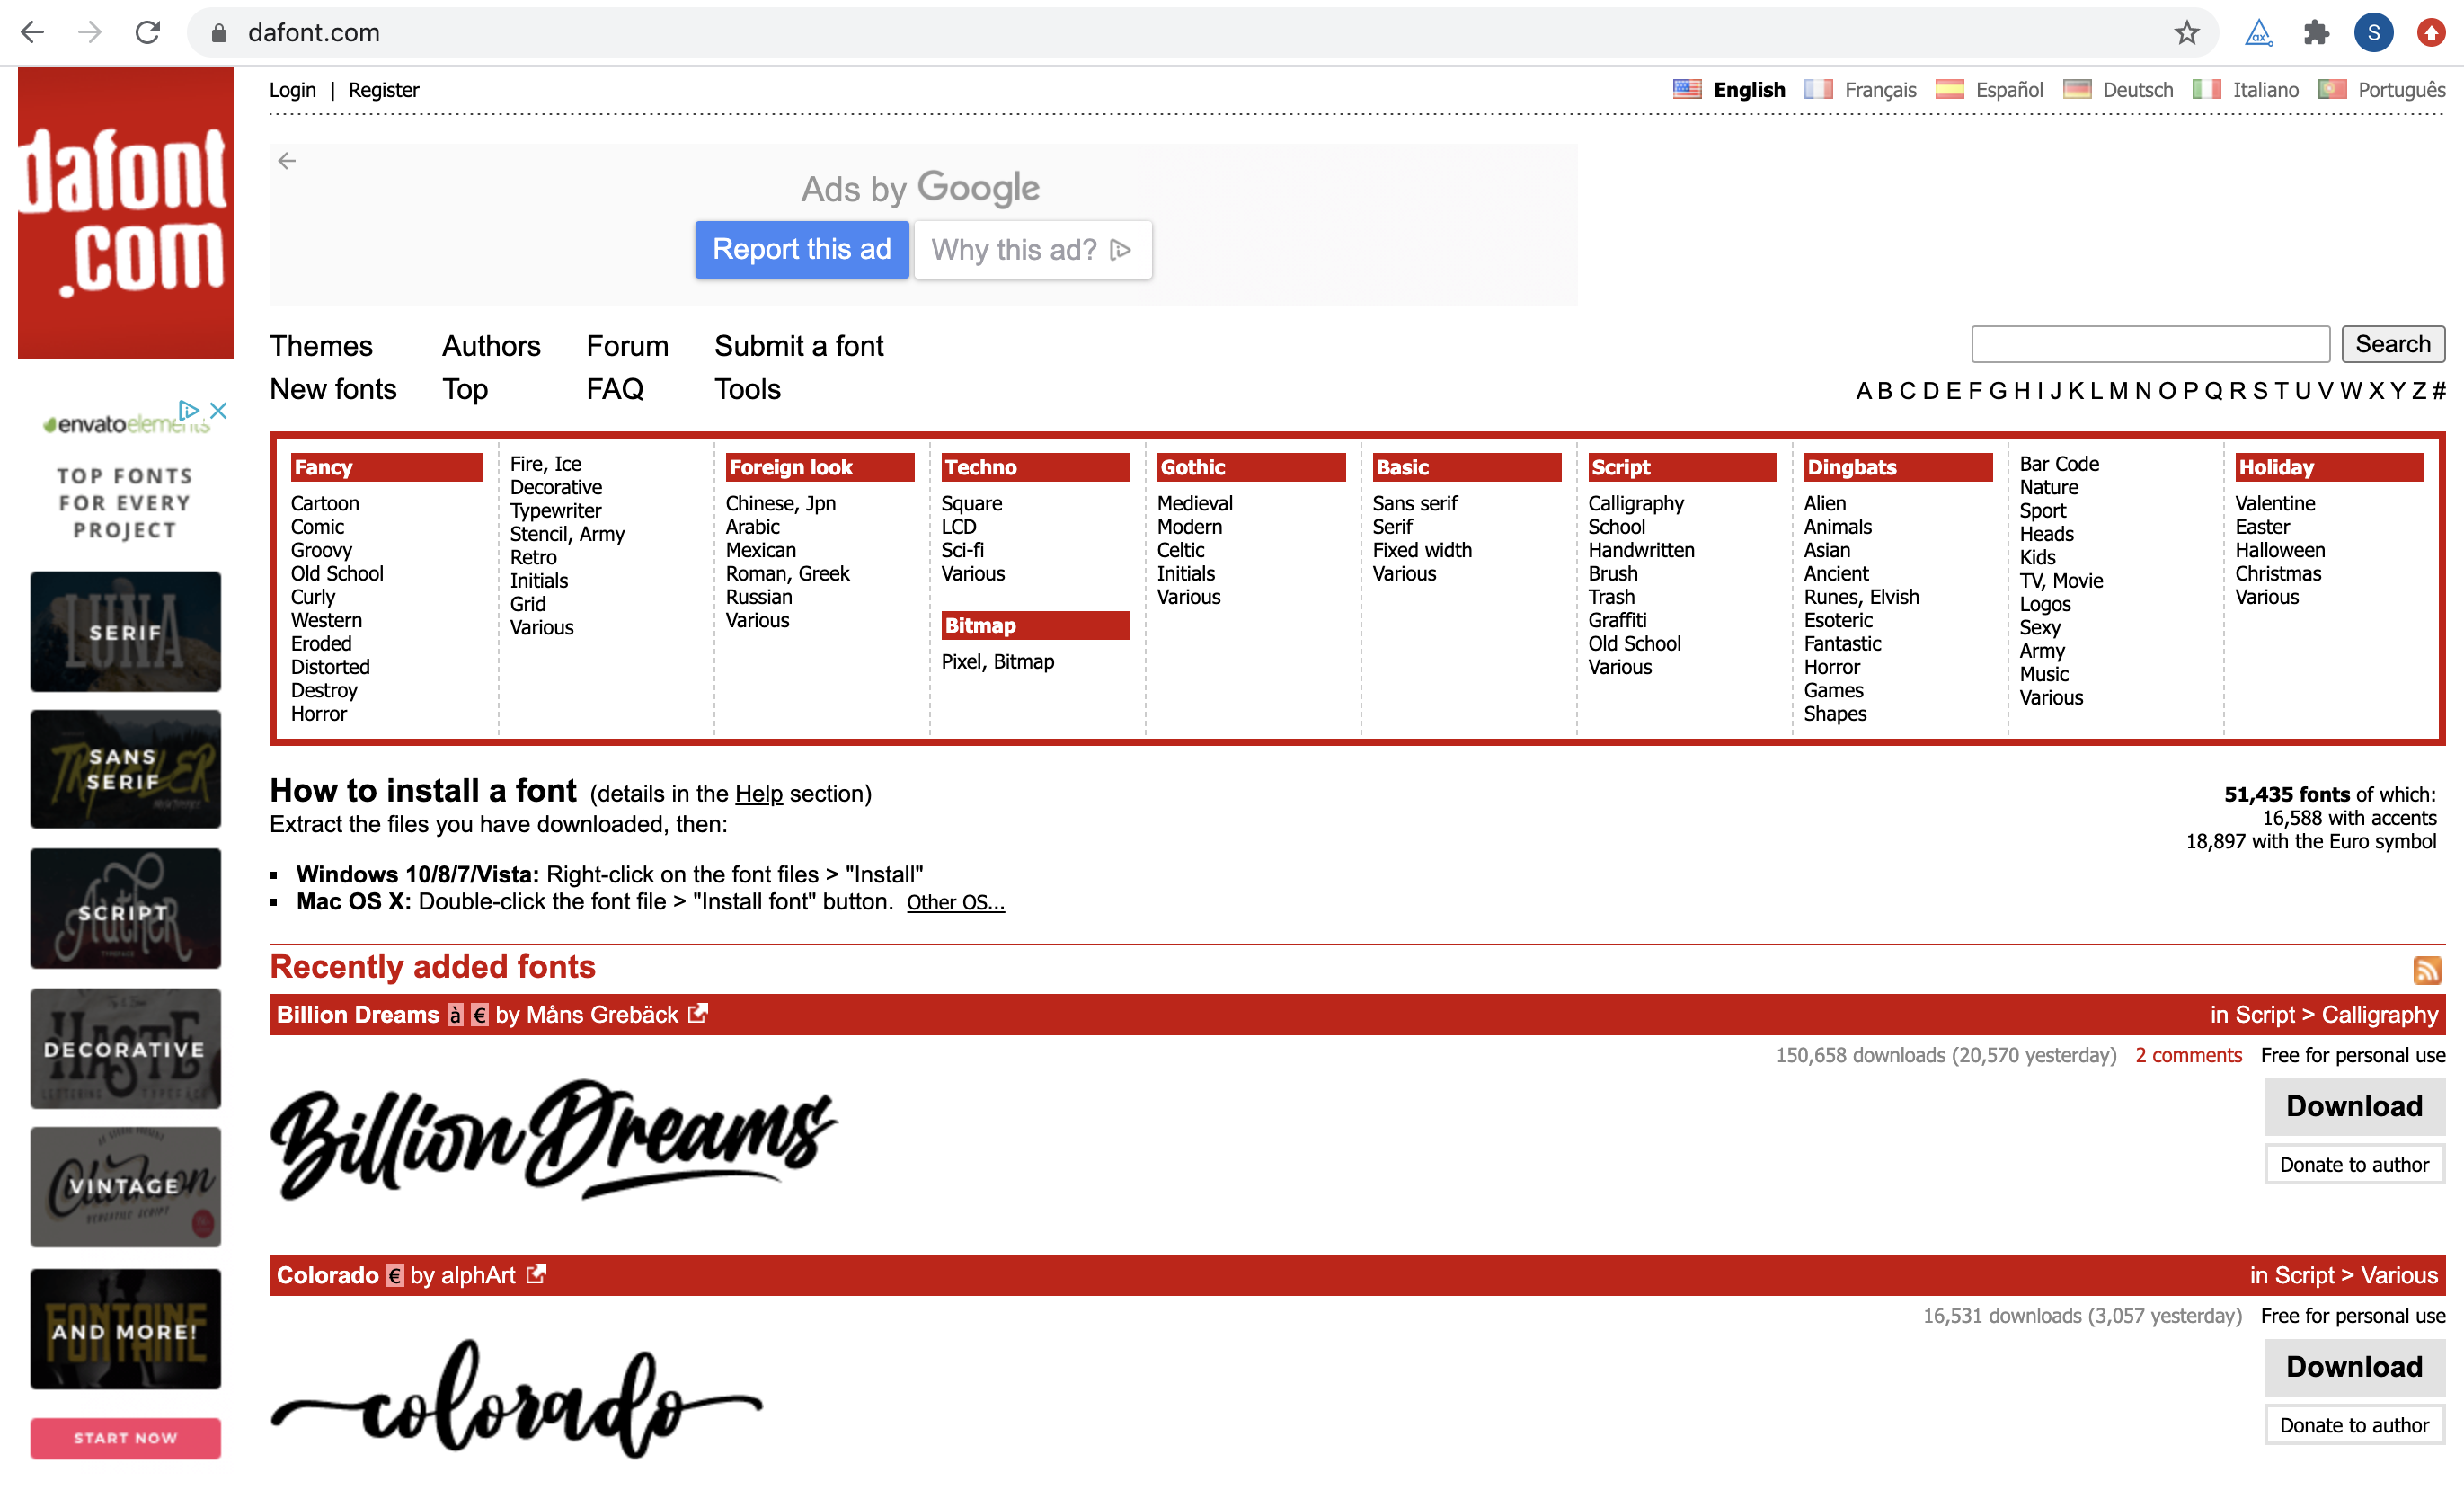 dafont.com
S
dafont
.com
Login | Register
English Français Español Deutsch Italiano Português
Ads by Google
Report this ad
Why this ad?
Themes Authors Forum Submit a font
New fonts Top FAQ Tools
Search
A B C D E F G H I J K L M N O P Q R S T U V W X Y Z #
envatoelements
TOP FONTS
FOR EVERY
PROJECT
LUNA
SERIF
TRAVELER
SANS
SERIF
Author
SCRIPT
TYPEFACE
HASTE
DECORATIVE
LETTERING TYPEFACE
Clarkson
VINTAGE
VERSATILE SCRIPT
FONTAINE
AND MORE!
START NOW
Fancy
Cartoon
Comic
Groovy
Old School
Curly
Western
Eroded
Distorted
Destroy
Horror
Fire, Ice
Decorative
Typewriter
Stencil, Army
Retro
Initials
Grid
Various
Foreign look
Chinese, Jpn
Arabic
Mexican
Roman, Greek
Russian
Various
Techno
Square
LCD
Sci-fi
Various
Bitmap
Pixel, Bitmap
Gothic
Medieval
Modern
Celtic
Initials
Various
Basic
Sans serif
Serif
Fixed width
Various
Script
Calligraphy
School
Handwritten
Brush
Trash
Graffiti
Old School
Various
Dingbats
Alien
Animals
Asian
Ancient
Runes, Elvish
Esoteric
Fantastic
Horror
Games
Shapes
Bar Code
Nature
Sport
Heads
Kids
TV, Movie
Logos
Sexy
Army
Music
Various
Holiday
Valentine
Easter
Halloween
Christmas
Various
How to install a font (details in the Help section)
Extract the files you have downloaded, then:
Windows 10/8/7/Vista: Right-click on the font files > "Install"
Mac OS X: Double-click the font file > "Install font" button. Other OS...
51,435 fonts of which:
16,588 with accents
18,897 with the Euro symbol
Recently added fonts
Billion Dreams à € by Måns Grebäck
in Script > Calligraphy
150,658 downloads (20,570 yesterday) 2 comments Free for personal use
Billion Dreams
Download
Donate to author
Colorado € by alphArt
in Script > Various
16,531 downloads (3,057 yesterday) Free for personal use
colorado
Download
Donate to author